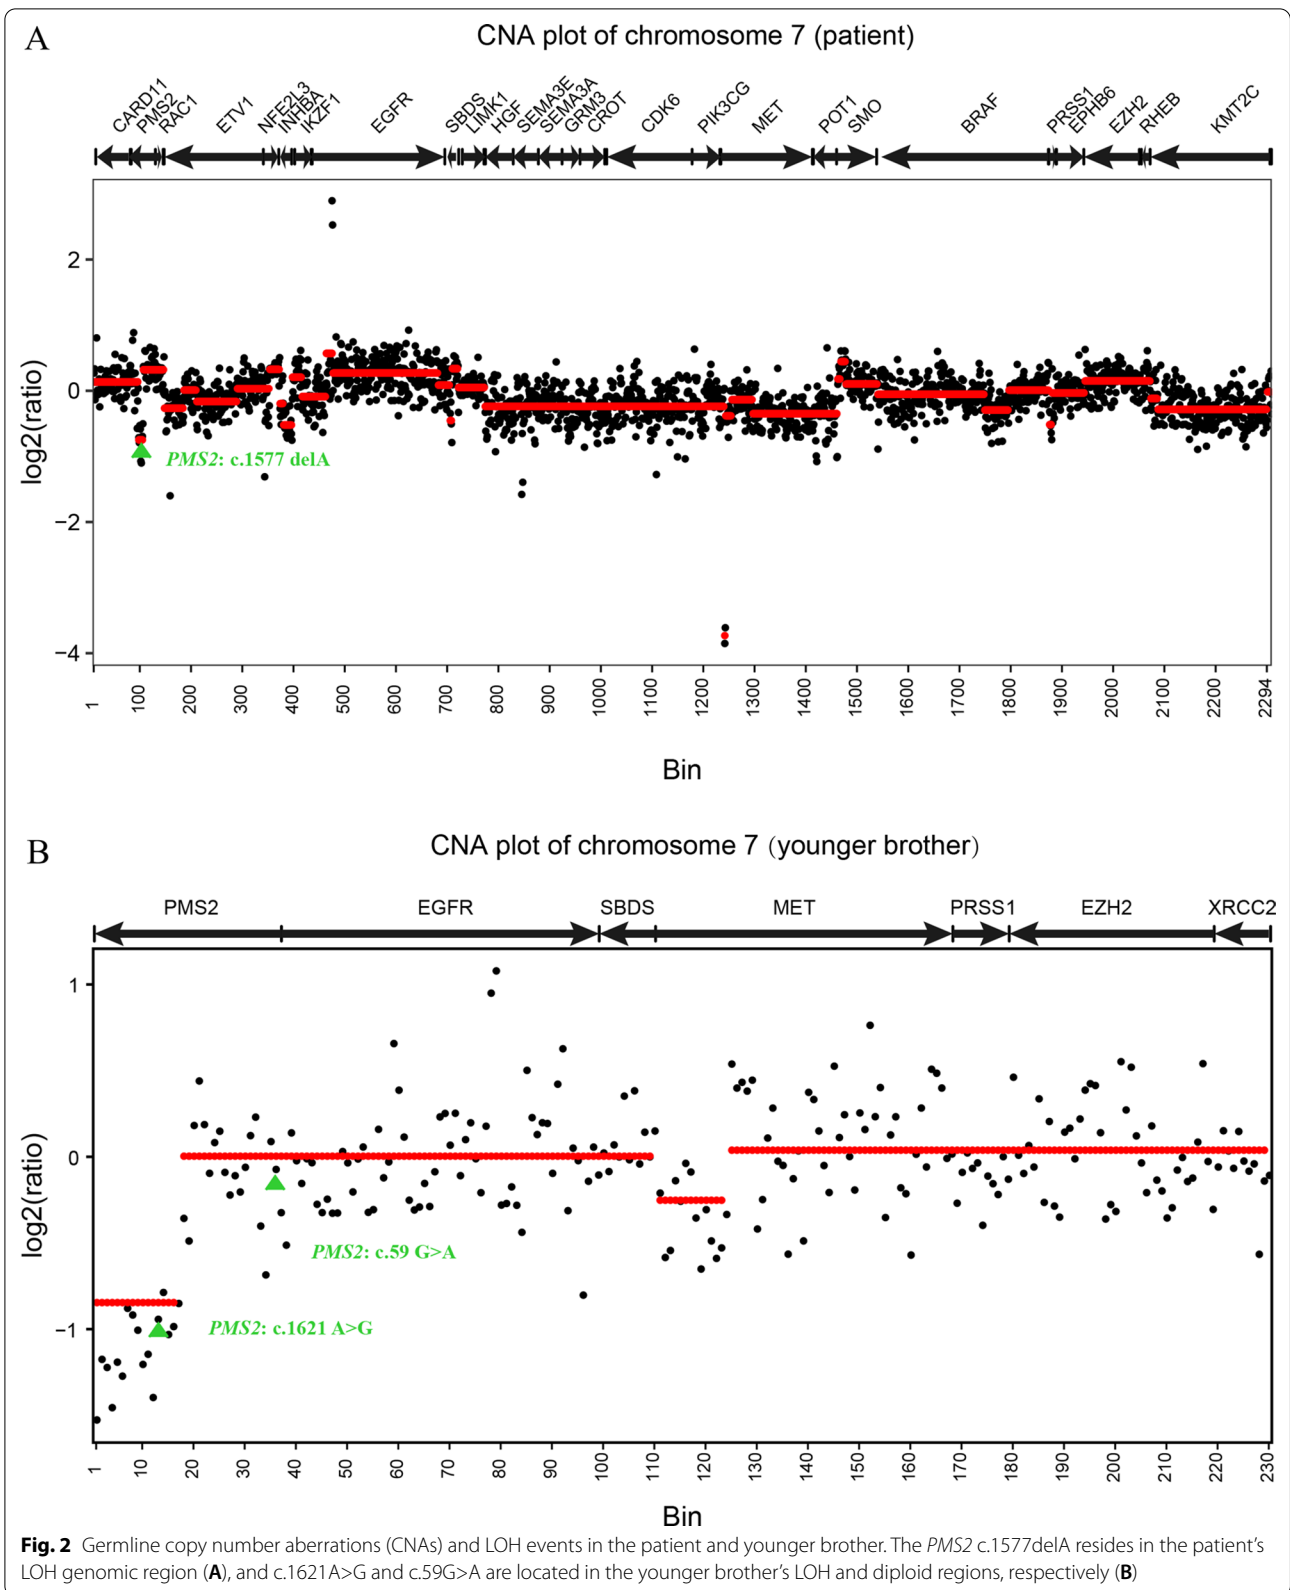 A
CNA plot of chromosome 7 (patient)
CARD11 PMS2 RAC1 ETV1 NFE2L3 INHBA IKZF1 EGFR SBDS LIMK1 HGF SEMA3E SEMA3A GRM3 CROT CDK6 PIK3CG MET POT1 SMO BRAF PRSS1 EPHB6 EZH2 RHEB KMT2C
log2(ratio)
2
0
−2
−4
PMS2: c.1577 delA
1 100 200 300 400 500 600 700 800 900 1000 1100 1200 1300 1400 1500 1600 1700 1800 1900 2000 2100 2200 2294
Bin
B
CNA plot of chromosome 7 (younger brother)
PMS2 EGFR SBDS MET PRSS1 EZH2 XRCC2
log2(ratio)
1
0
−1
PMS2: c.59 G>A
PMS2: c.1621 A>G
1 10 20 30 40 50 60 70 80 90 100 110 120 130 140 150 160 170 180 190 200 210 220 230
Bin
Fig. 2 Germline copy number aberrations (CNAs) and LOH events in the patient and younger brother. The PMS2 c.1577delA resides in the patient's
LOH genomic region (A), and c.1621A>G and c.59G>A are located in the younger brother's LOH and diploid regions, respectively (B)